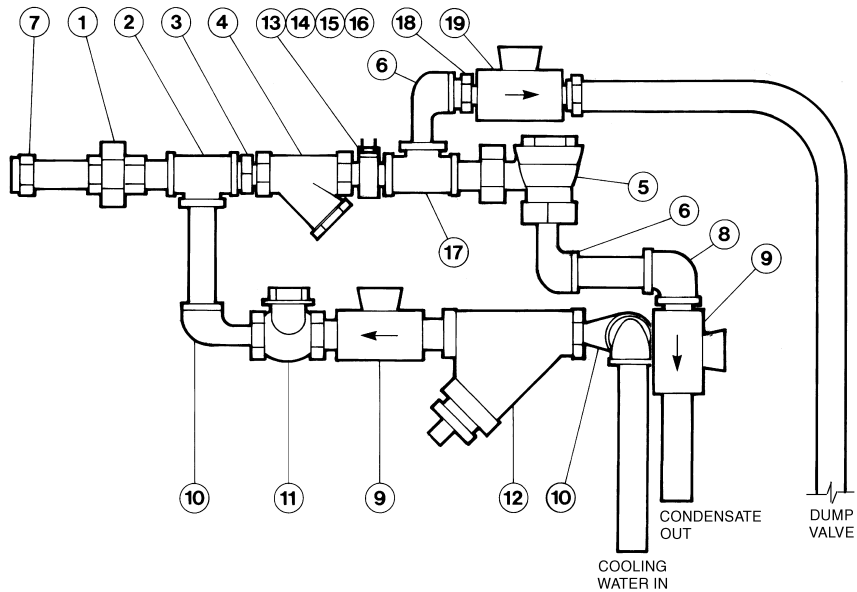 7 1 2 3 4 13 14 15 16 18 19
6
5
17
6
8
9
10 11 9 12 10
CONDENSATE
OUT
DUMP
VALVE
COOLING
WATER IN